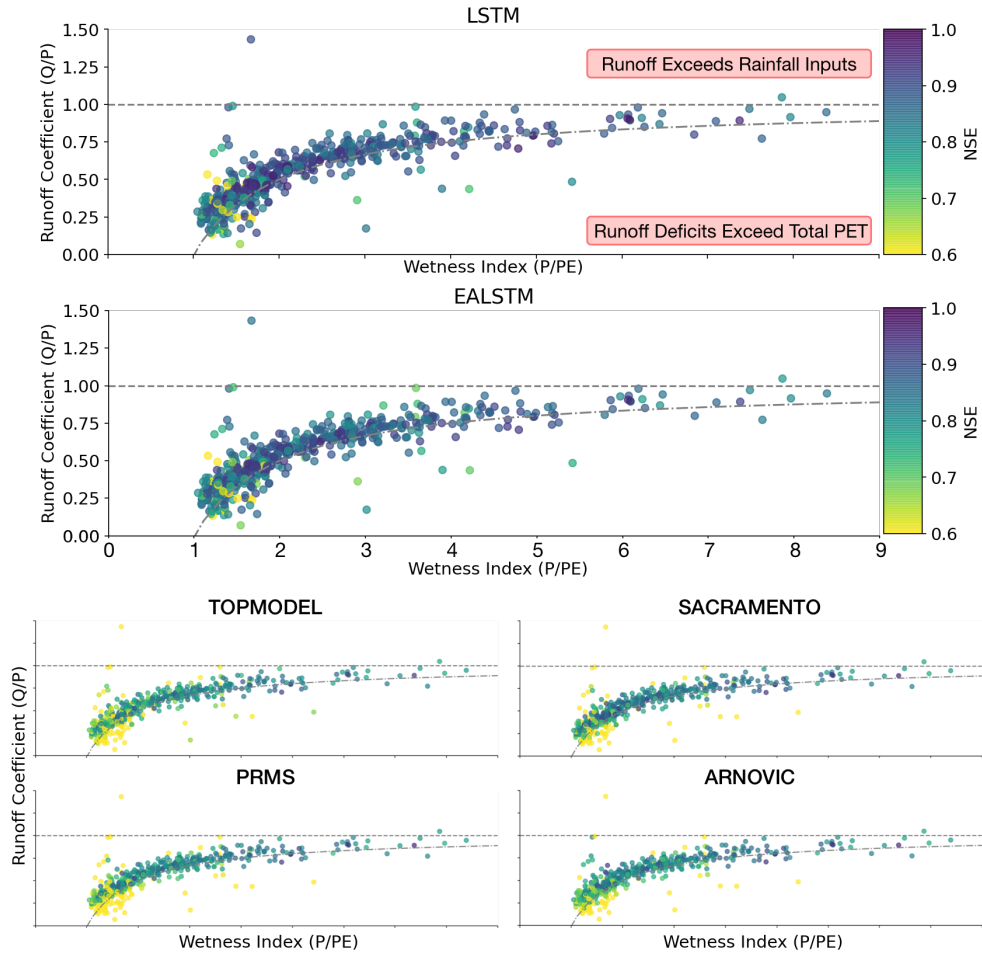 LSTM
1.50
1.25
1.00
0.75
0.50
0.25
0.00
Runoff Coefficient (Q/P)
Runoff Exceeds Rainfall Inputs
Runoff Deficits Exceed Total PET
Wetness Index (P/PE)
1.0
0.9
0.8
0.7
0.6
NSE
EALSTM
1.50
1.25
1.00
0.75
0.50
0.25
0.00
Runoff Coefficient (Q/P)
0 1 2 3 4 5 6 7 8 9
Wetness Index (P/PE)
1.0
0.9
0.8
0.7
0.6
NSE
TOPMODEL
SACRAMENTO
Runoff Coefficient (Q/P)
PRMS
ARNOVIC
Wetness Index (P/PE)
Wetness Index (P/PE)